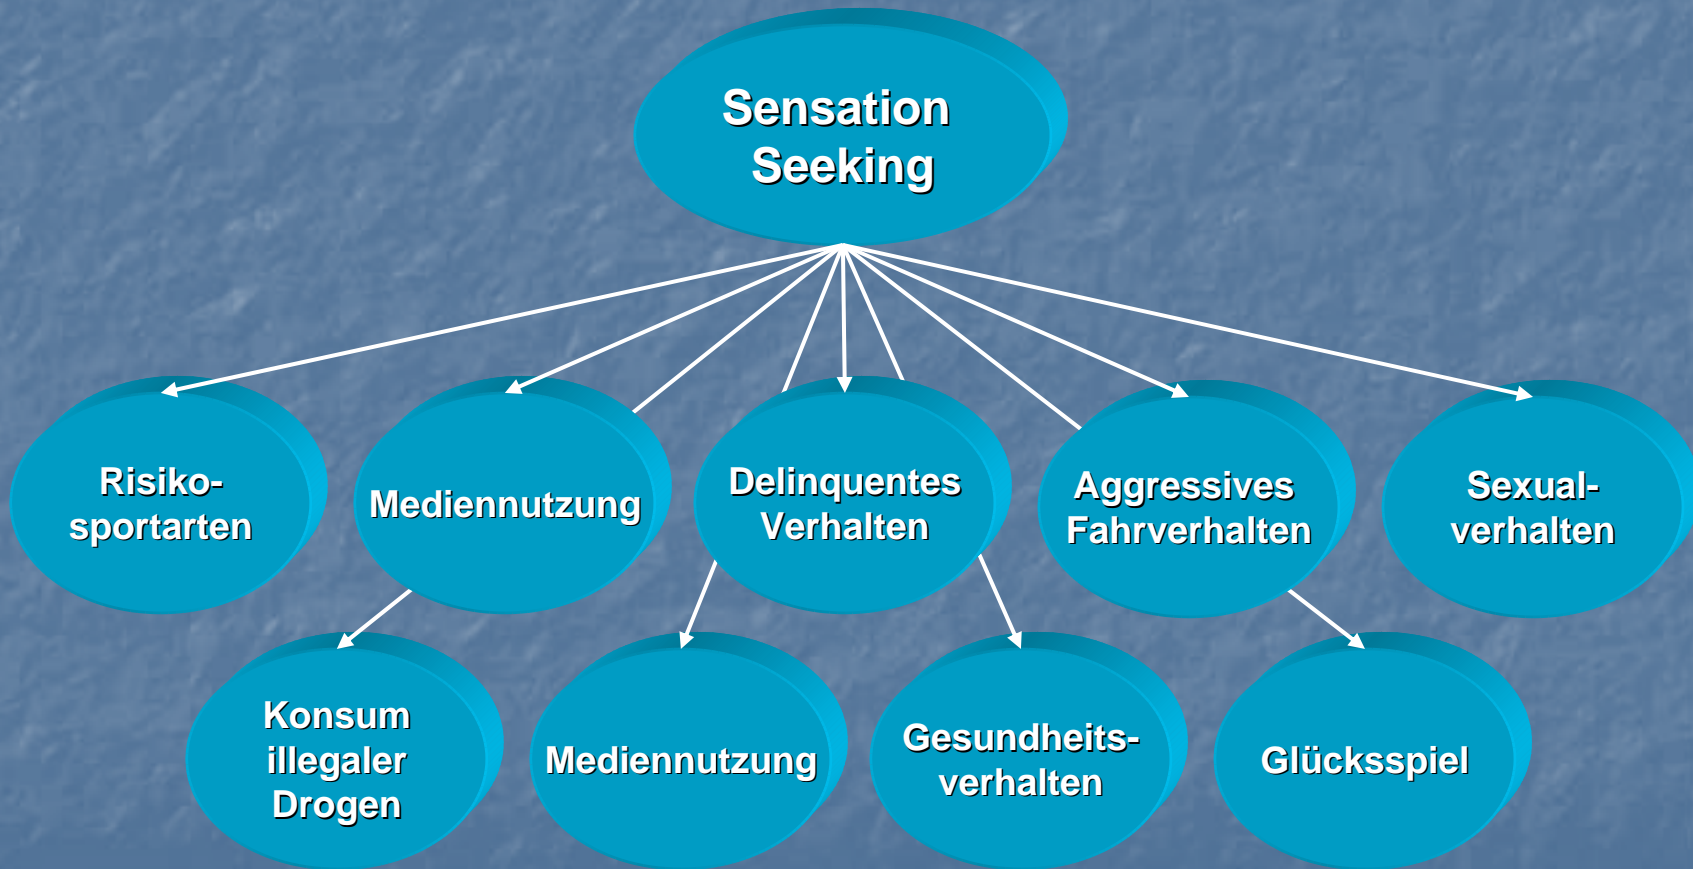 Sensation
Seeking
Risiko-
sportarten
Mediennutzung
Delinquentes
Verhalten
Aggressives
Fahrverhalten
Sexual-
verhalten
Konsum
illegaler
Drogen
Mediennutzung
Gesundheits-
verhalten
Glücksspiel